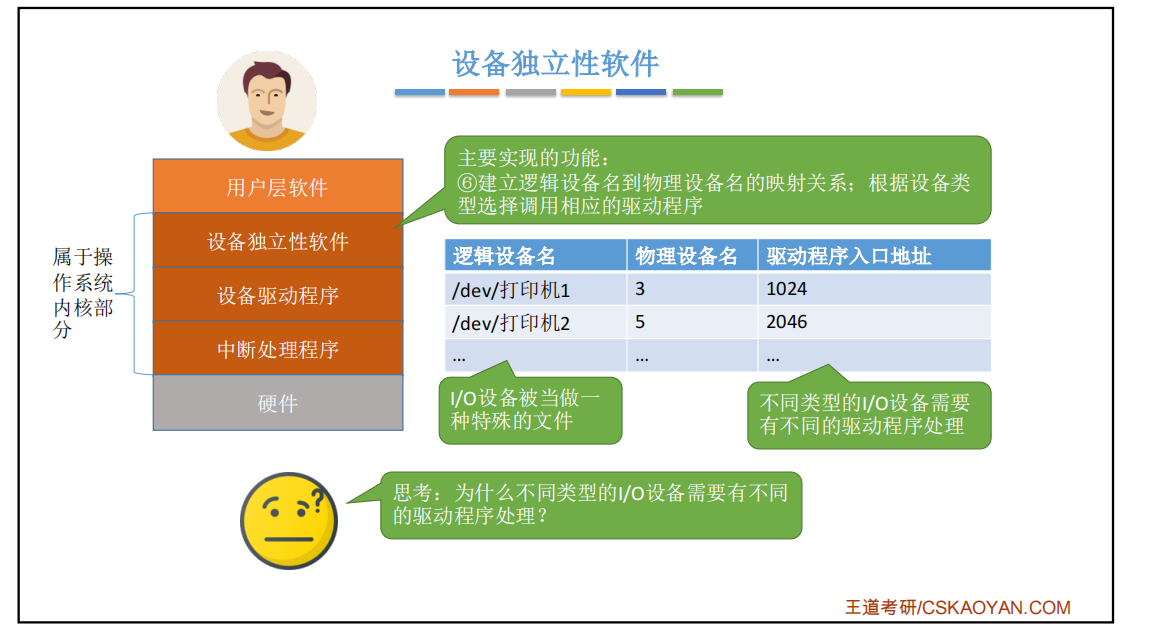 设备独立性软件
主要实现的功能：
⑥建立逻辑设备名到物理设备名的映射关系；根据设备类
型选择调用相应的驱动程序
用户层软件
设备独立性软件
设备驱动程序
中断处理程序
硬件
属于操
作系统
内核部
分
逻辑设备名 物理设备名 驱动程序入口地址
/dev/打印机1 3 1024
/dev/打印机2 5 2046
... ... ...
I/O设备被当做一
种特殊的文件
不同类型的I/O设备需要
有不同的驱动程序处理
?
思考：为什么不同类型的I/O设备需要有不同
的驱动程序处理？
王道考研/CSKAOYAN.COM